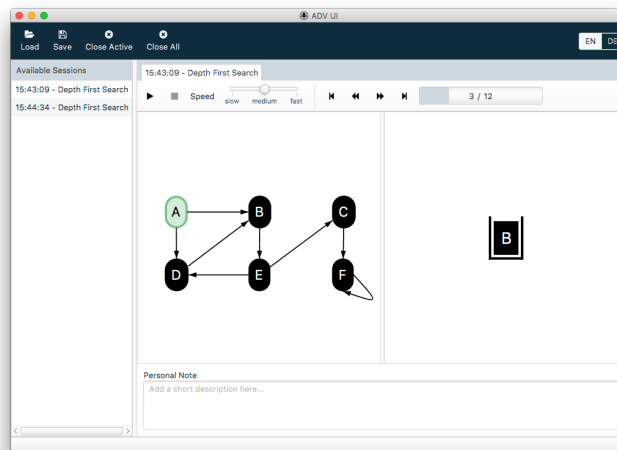 ADV UI
Load Save Close Active Close All EN DE
Available Sessions
15:43:09 - Depth First Search
15:44:34 - Depth First Search
15:43:09 - Depth First Search
Speed slow medium fast 3 / 12
A B C
D E F
B
Personal Note
Add a short description here...